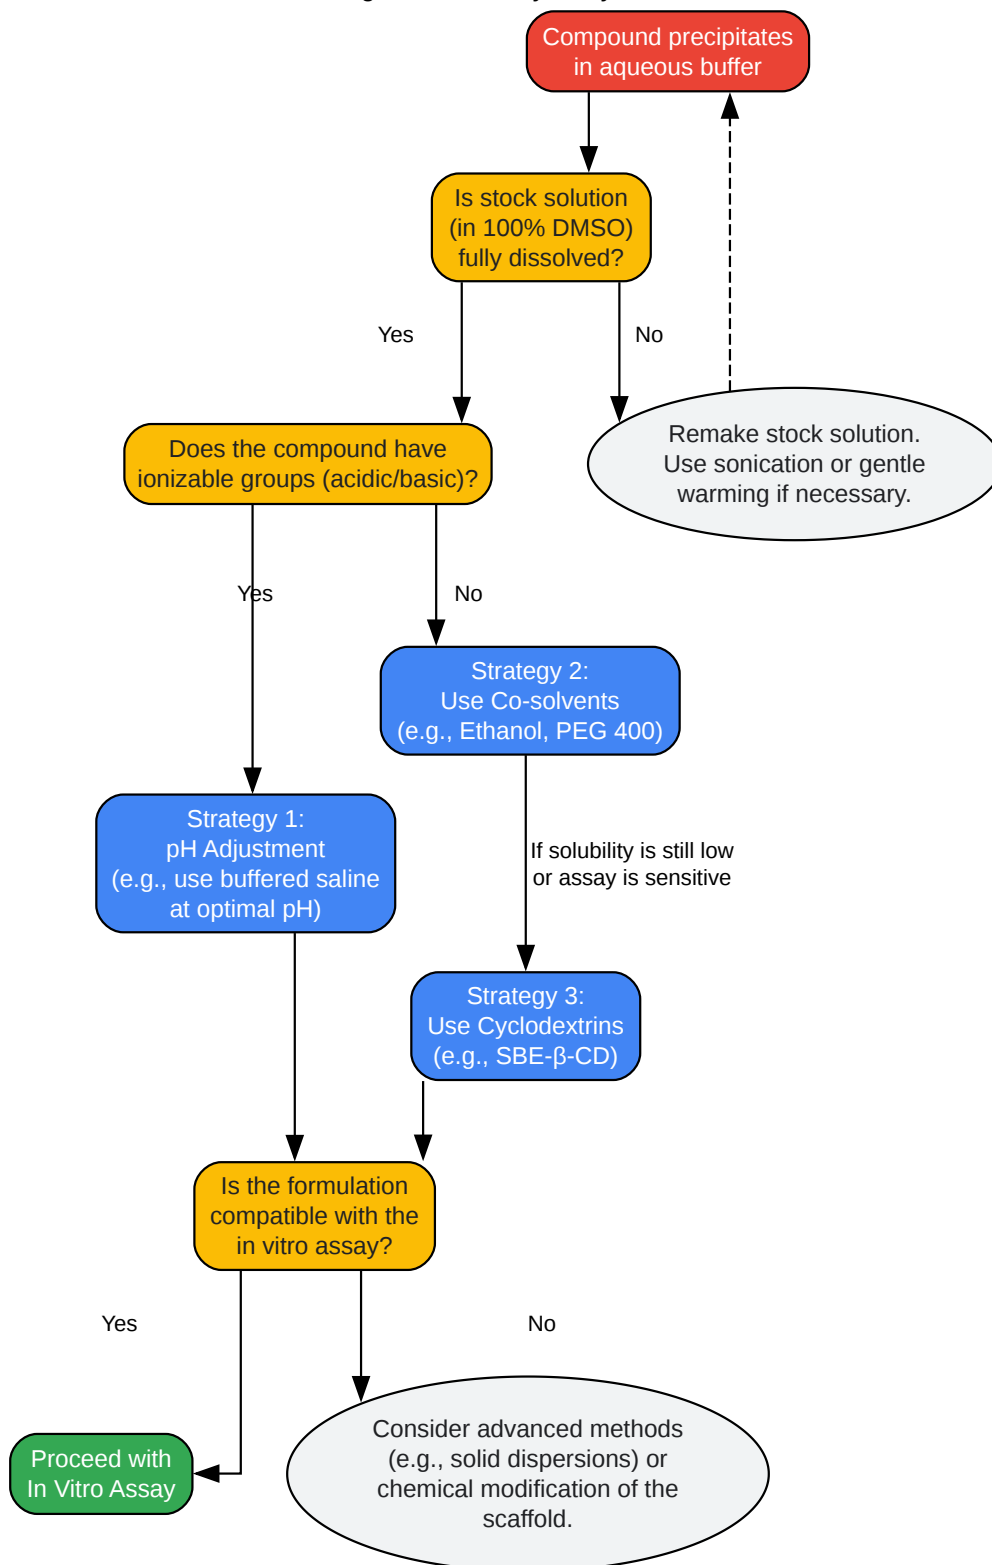 Compound precipitates
in aqueous buffer
Is stock solution
(in 100% DMSO)
fully dissolved?
Yes
No
Does the compound have
ionizable groups (acidic/basic)?
Remake stock solution.
Use sonication or gentle
warming if necessary.
Yes
No
Strategy 2:
Use Co-solvents
(e.g., Ethanol, PEG 400)
Strategy 1:
pH Adjustment
(e.g., use buffered saline
at optimal pH)
If solubility is still low
or assay is sensitive
Strategy 3:
Use Cyclodextrins
(e.g., SBE-β-CD)
Is the formulation
compatible with the
in vitro assay?
Yes
No
Proceed with
In Vitro Assay
Consider advanced methods
(e.g., solid dispersions) or
chemical modification of the
scaffold.